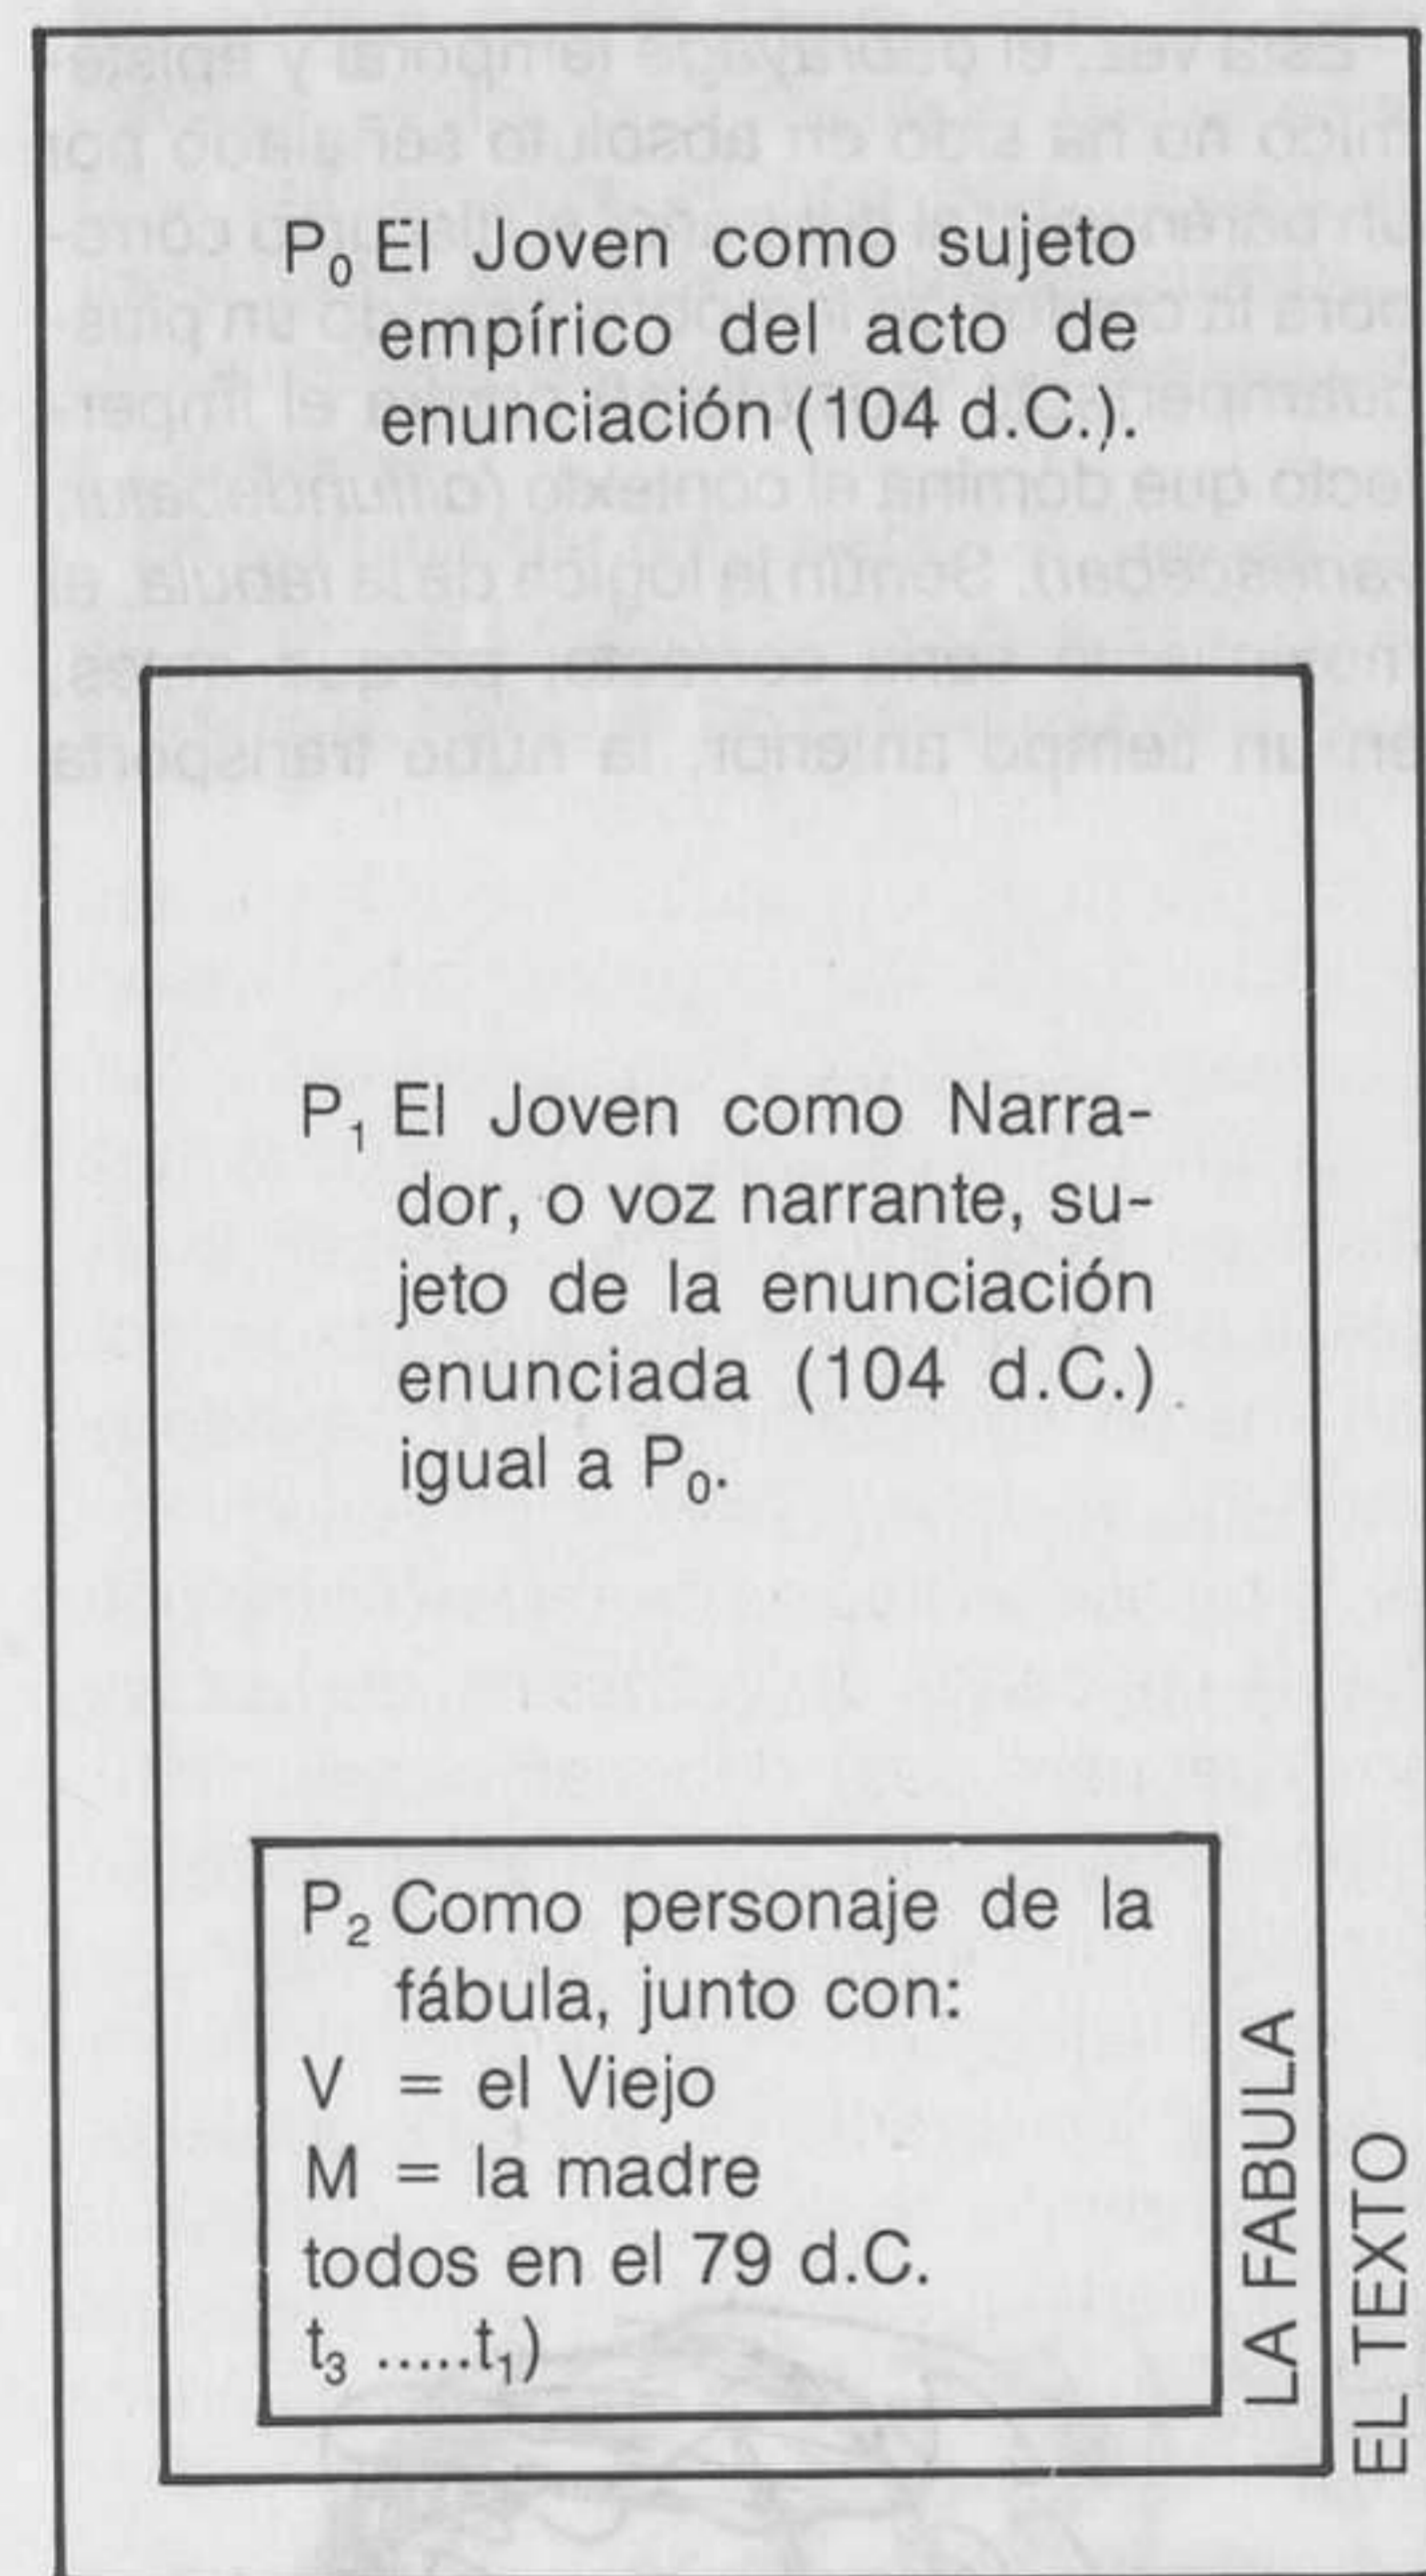 P₀ El Joven como sujeto
empírico del acto de
enunciación (104 d.C.).
P₁ El Joven como Narra-
dor, o voz narrante, su-
jeto de la enunciación
enunciada (104 d.C.)
igual a P₀.
P₂ Como personaje de la
fábula, junto con:
V = el Viejo
M = la madre
todos en el 79 d.C.
t₃ .....t₁)
LA FABULA
EL TEXTO